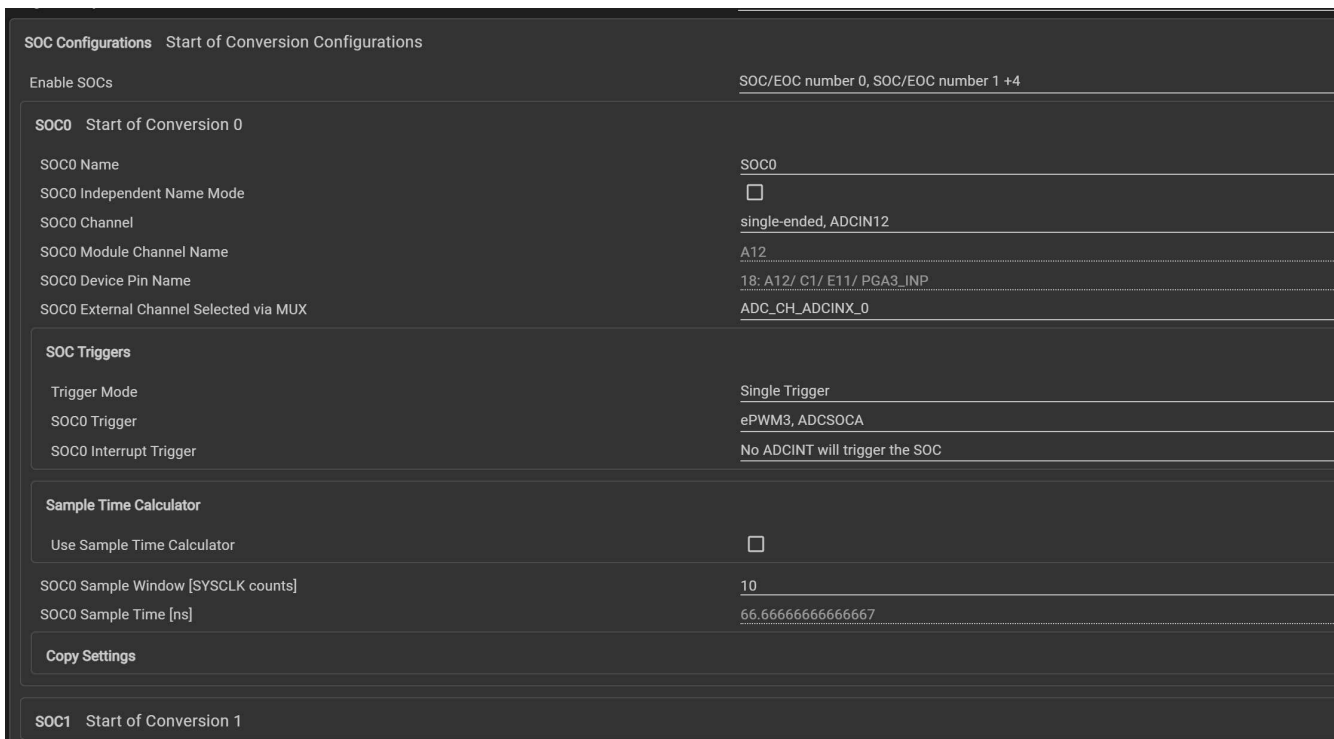 SOC Configurations Start of Conversion Configurations
Enable SOCs SOC/EOC number 0, SOC/EOC number 1 +4
SOC0 Start of Conversion 0
SOC0 Name SOC0
SOC0 Independent Name Mode
SOC0 Channel single-ended, ADCIN12
SOC0 Module Channel Name A12
SOC0 Device Pin Name 18: A12/ C1/ E11/ PGA3_INP
SOC0 External Channel Selected via MUX ADC_CH_ADCINX_0
SOC Triggers
Trigger Mode Single Trigger
SOC0 Trigger ePWM3, ADCSOCA
SOC0 Interrupt Trigger No ADCINT will trigger the SOC
Sample Time Calculator
Use Sample Time Calculator
SOC0 Sample Window [SYSCLK counts] 10
SOC0 Sample Time [ns] 66.66666666666667
Copy Settings
SOC1 Start of Conversion 1